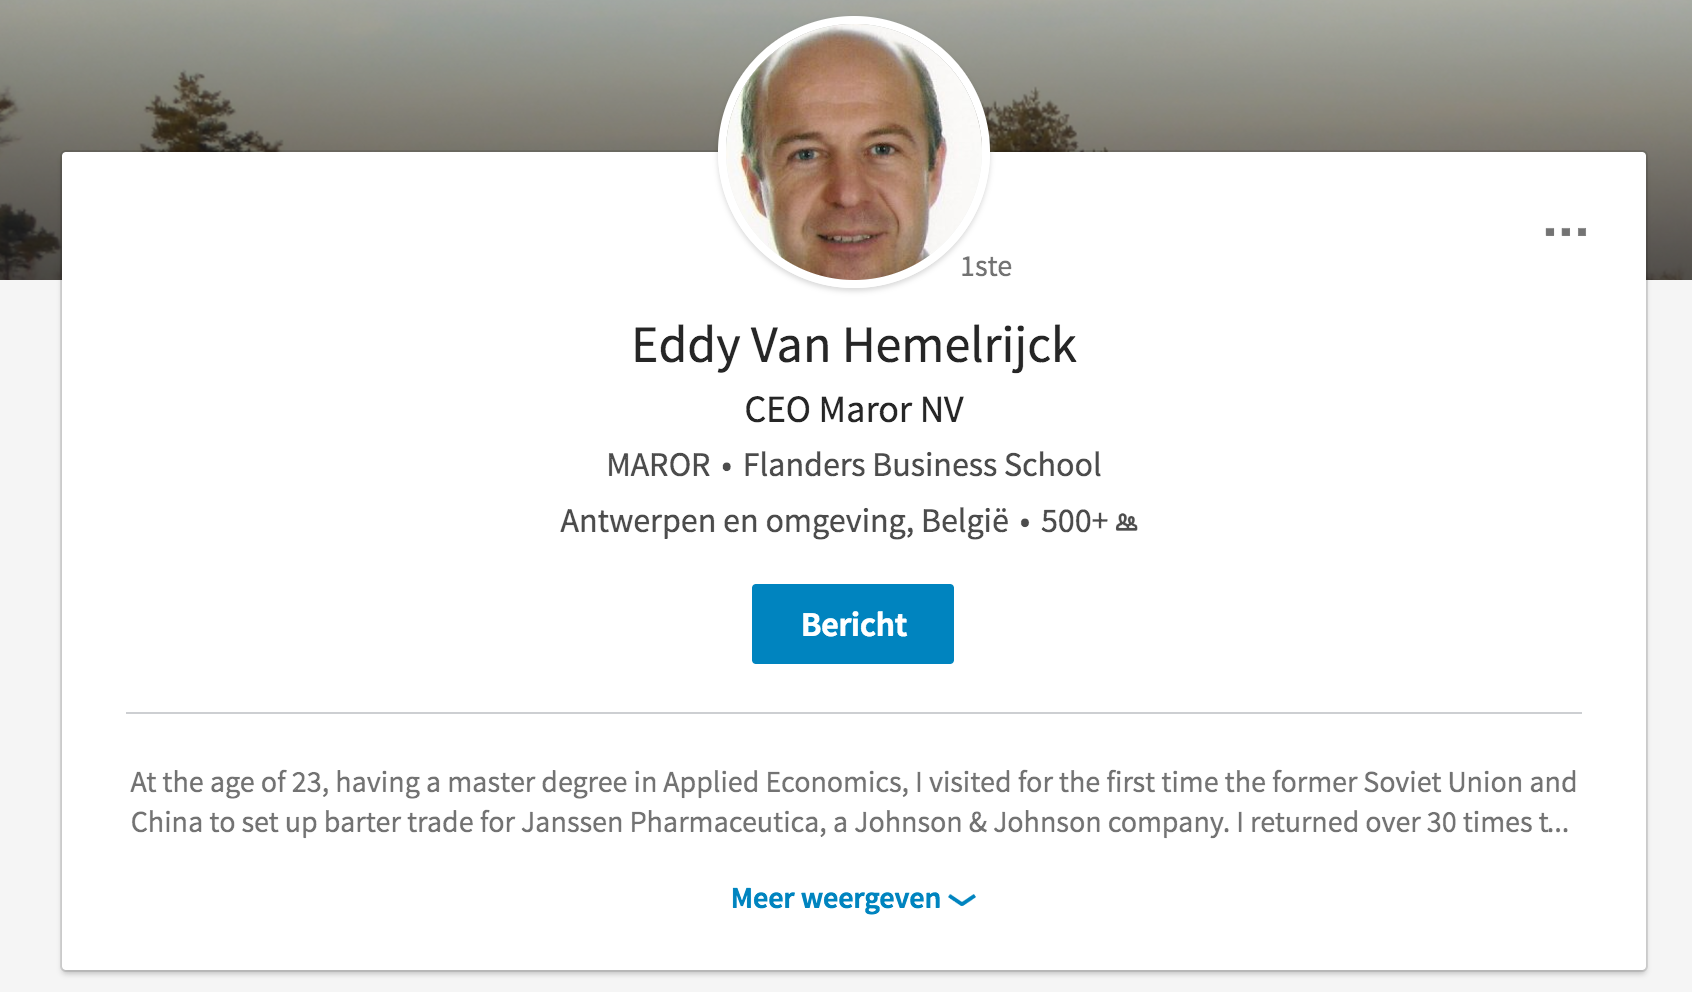 1ste
Eddy Van Hemelrijck
CEO Maror NV
MAROR • Flanders Business School
Antwerpen en omgeving, België • 500+
Bericht
At the age of 23, having a master degree in Applied Economics, I visited for the first time the former Soviet Union and
China to set up barter trade for Janssen Pharmaceutica, a Johnson & Johnson company. I returned over 30 times t...
Meer weergeven